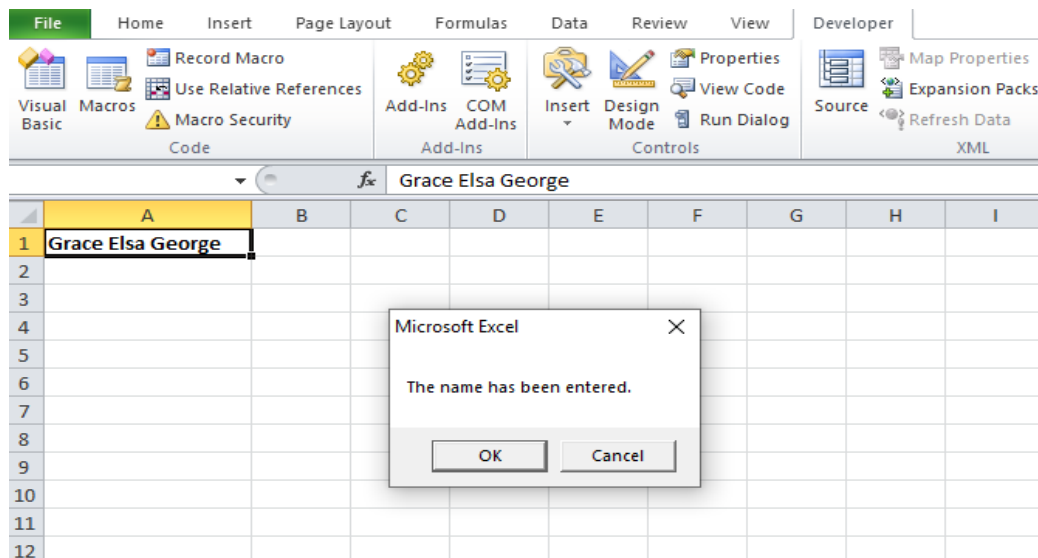 File Home Insert Page Layout Formulas Data Review View Developer
Visual Basic
Macros
Record Macro
Use Relative References
Macro Security
Code
Add-Ins
COM Add-Ins
Add-Ins
Insert
Design Mode
Properties
View Code
Run Dialog
Controls
Source
Map Properties
Expansion Packs
Refresh Data
XML
fx Grace Elsa George
A B C D E F G H I
1 Grace Elsa George
2
3
4
5
6
7
8
9
10
11
12
Microsoft Excel
The name has been entered.
OK Cancel